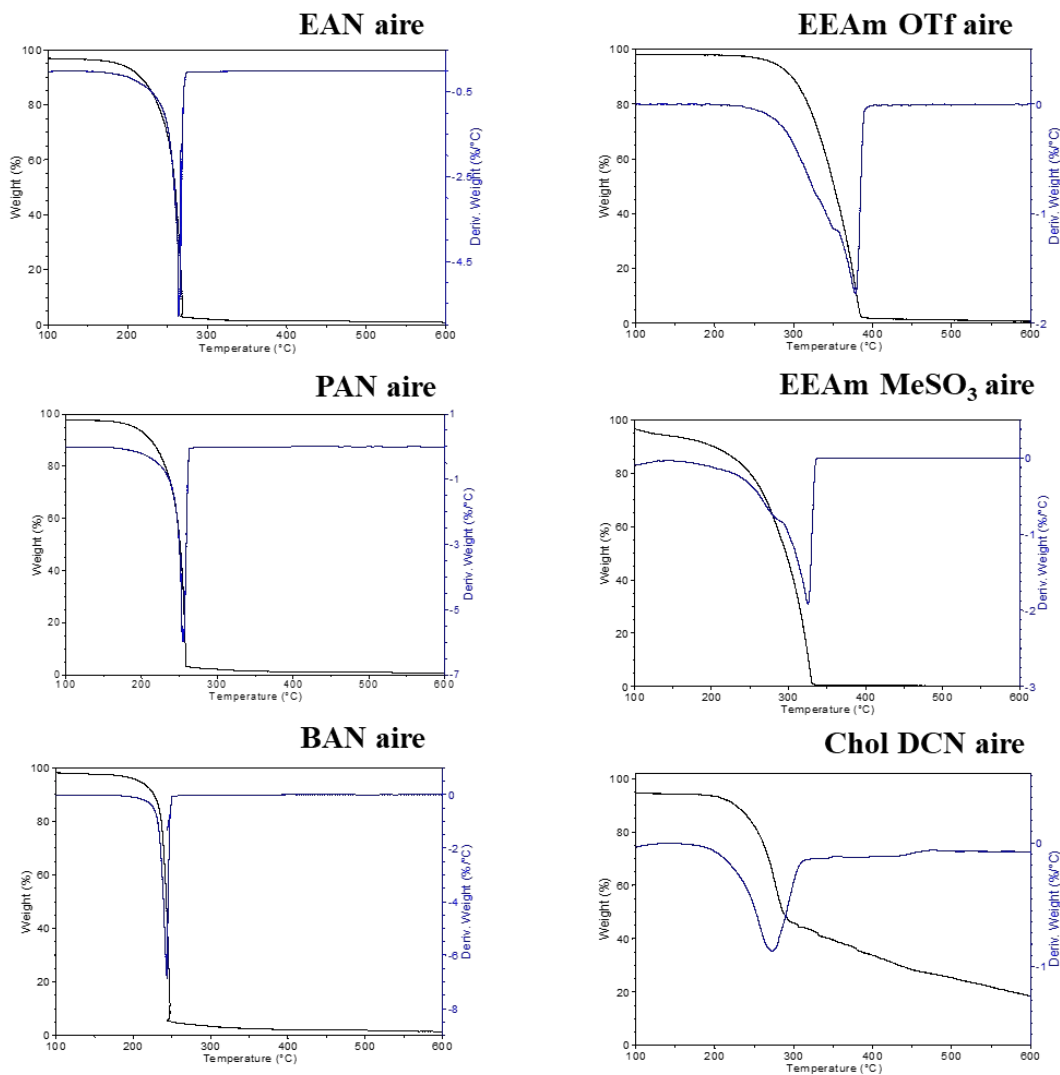 EAN aire
100
80
60
40
20
0
Weight (%)
-0.5
-2.5
-4.5
Deriv. Weight (%/°C)
100 200 300 400 500 600
Temperature (°C)
EEAm OTf aire
100
80
60
40
20
0
Weight (%)
0
-1
-2
Deriv. Weight (%/°C)
100 200 300 400 500 600
Temperature (°C)
PAN aire
100
80
60
40
20
0
Weight (%)
1
-1
-3
-5
-7
Deriv. Weight (%/°C)
100 200 300 400 500 600
Temperature (°C)
EEAm MeSO₃ aire
100
80
60
40
20
0
Weight (%)
0
-1
-2
-3
Deriv. Weight (%/°C)
100 200 300 400 500 600
Temperature (°C)
BAN aire
100
80
60
40
20
0
Weight (%)
0
-2
-4
-6
-8
Deriv. Weight (%/°C)
100 200 300 400 500 600
Temperature (°C)
Chol DCN aire
100
80
60
40
20
0
Weight (%)
0
-1
Deriv. Weight (%/°C)
100 200 300 400 500 600
Temperature (°C)